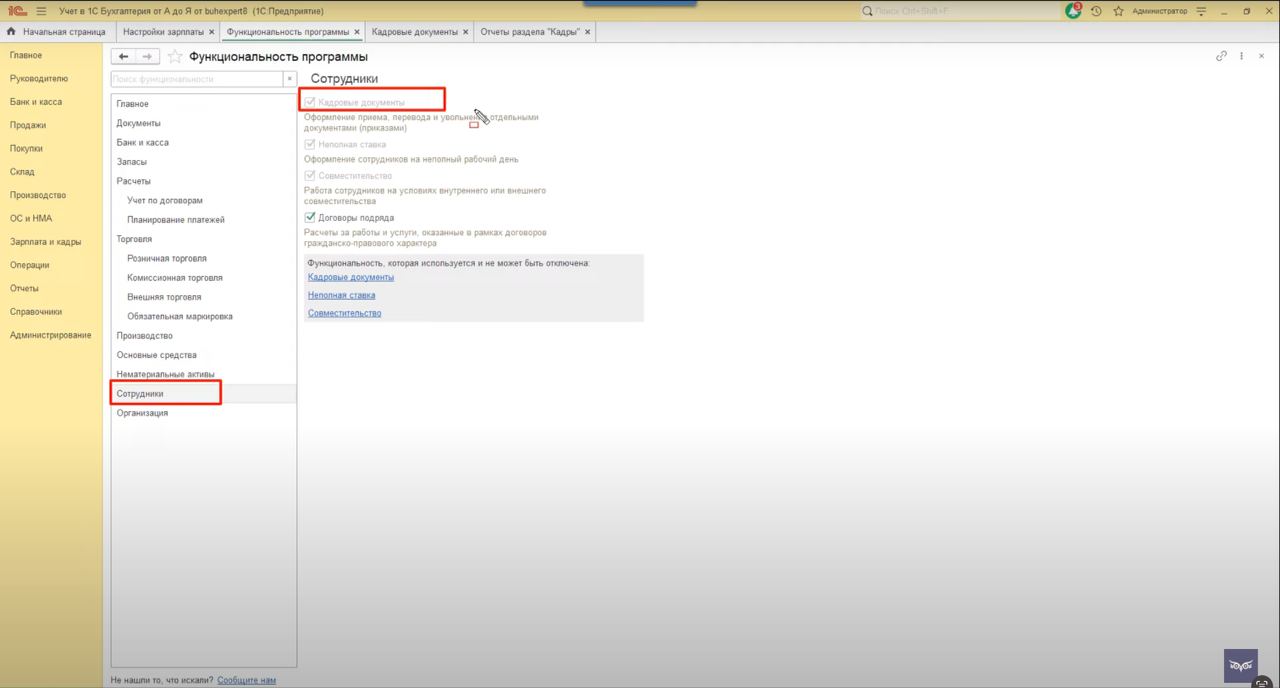 1С Учет в 1С Бухгалтерия от А до Я от buhexpert8 (1С:Предприятие) Поиск Ctrl+Shift+F 3 Администратор
Начальная страница Настройки зарплаты × Функциональность программы × Кадровые документы × Отчеты раздела "Кадры" ×
Главное
Руководителю
Банк и касса
Продажи
Покупки
Склад
Производство
ОС и НМА
Зарплата и кадры
Операции
Отчеты
Справочники
Администрирование
Функциональность программы
Поиск функциональности ×
Главное
Документы
Банк и касса
Запасы
Расчеты
Учет по договорам
Планирование платежей
Торговля
Розничная торговля
Комиссионная торговля
Внешняя торговля
Обязательная маркировка
Производство
Основные средства
Нематериальные активы
Сотрудники
Организация
Не нашли то, что искали? Сообщите нам
Сотрудники
Кадровые документы
Оформление приема, перевода и увольнения отдельными
документами (приказами)
Неполная ставка
Оформление сотрудников на неполный рабочий день
Совместительство
Работа сотрудников на условиях внутреннего или внешнего
совместительства
Договоры подряда
Расчеты за работы и услуги, оказанные в рамках договоров
гражданско-правового характера
Функциональность, которая используется и не может быть отключена:
Кадровые документы
Неполная ставка
Совместительство